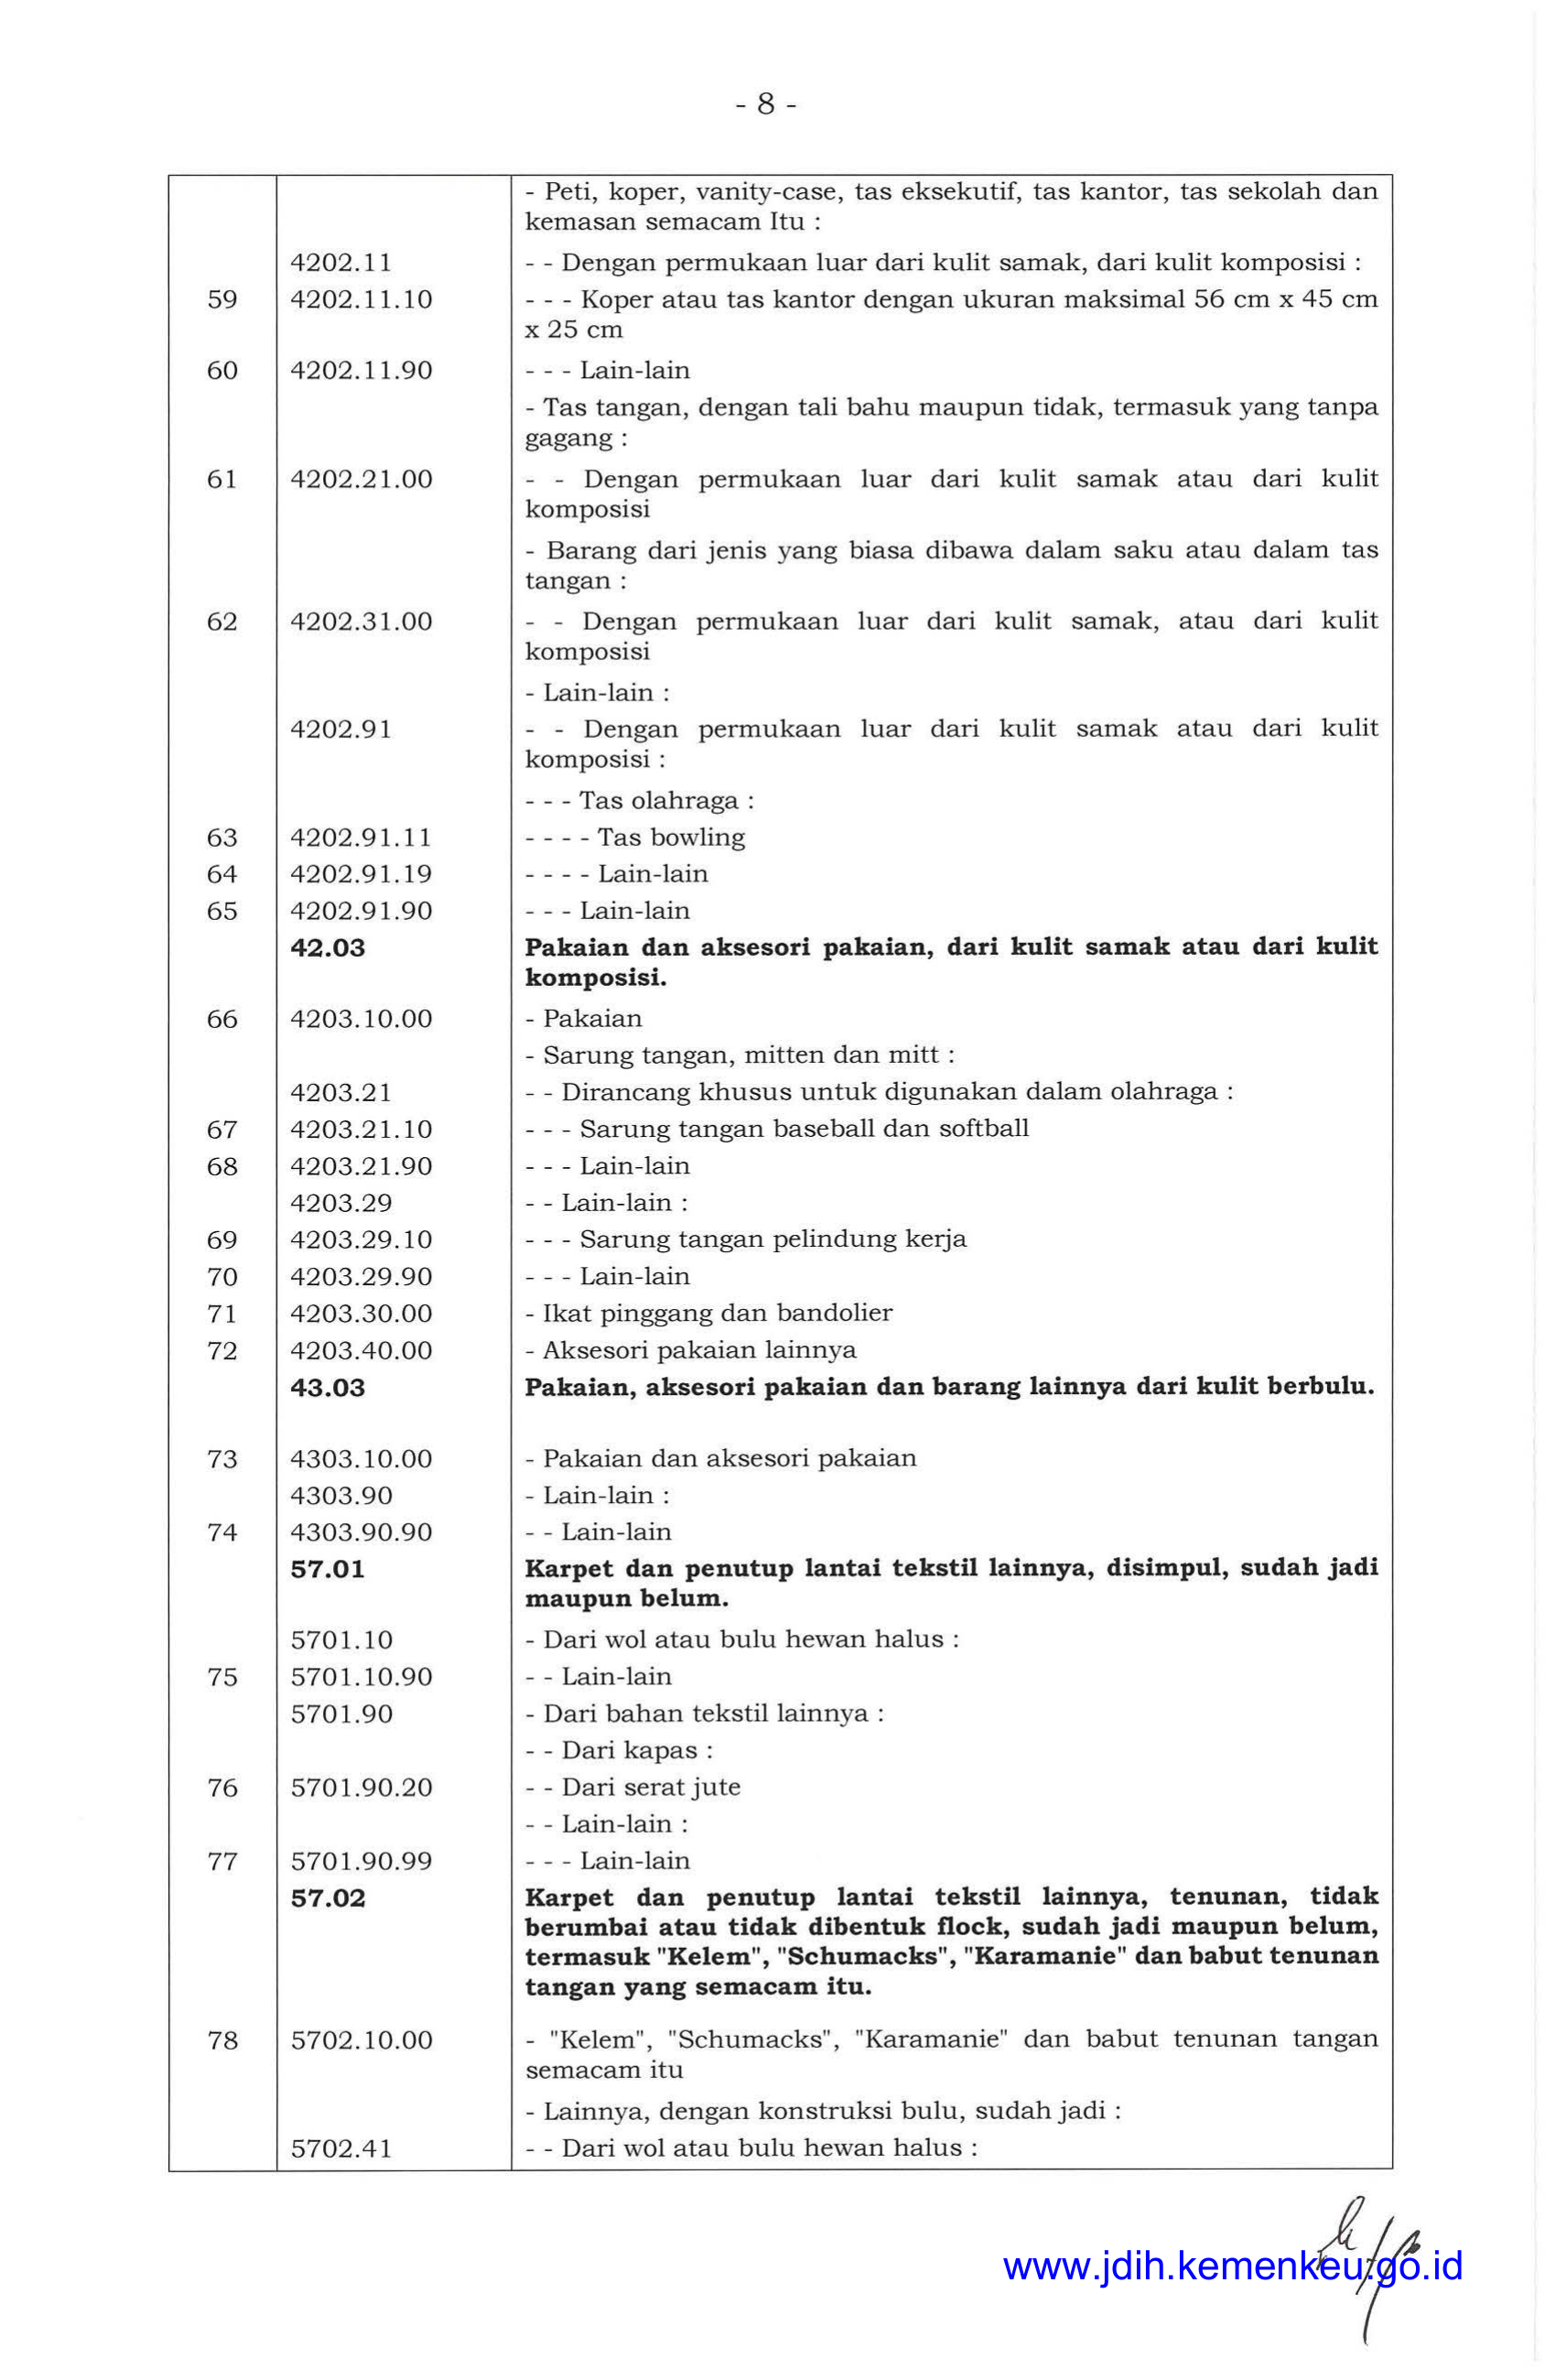 - 8 -
- Peti, koper, vanity-case, tas eksekutif, tas kantor, tas sekolah dan
kemasan semacam Itu :
4202.11 - - Dengan permukaan luar dari kulit samak, dari kulit komposisi :
59 4202.11.10 - - - Koper atau tas kantor dengan ukuran maksimal 56 cm x 45 cm
x 25 cm
60 4202.11.90 - - - Lain-lain
- Tas tangan, dengan tali bahu maupun tidak, termasuk yang tanpa
gagang :
61 4202.21.00 - - Dengan permukaan luar dari kulit samak atau dari kulit
komposisi
- Barang dari jenis yang biasa dibawa dalam saku atau dalam tas
tangan :
62 4202.31.00 - - Dengan permukaan luar dari kulit samak, atau dari kulit
komposisi
- Lain-lain :
4202.91 - - Dengan permukaan luar dari kulit samak atau dari kulit
komposisi :
- - - Tas olahraga :
63 4202.91.11 - - - - Tas bowling
64 4202.91.19 - - - - Lain-lain
65 4202.91.90 - - - Lain-lain
42.03 Pakaian dan aksesori pakaian, dari kulit samak atau dari kulit
komposisi.
66 4203.10.00 - Pakaian
- Sarung tangan, mitten dan mitt :
4203.21 - - Dirancang khusus untuk digunakan dalam olahraga :
67 4203.21.10 - - - Sarung tangan baseball dan softball
68 4203.21.90 - - - Lain-lain
4203.29 - - Lain-lain :
69 4203.29.10 - - - Sarung tangan pelindung kerja
70 4203.29.90 - - - Lain-lain
71 4203.30.00 - Ikat pinggang dan bandolier
72 4203.40.00 - Aksesori pakaian lainnya
43.03 Pakaian, aksesori pakaian dan barang lainnya dari kulit berbulu.
73 4303.10.00 - Pakaian dan aksesori pakaian
4303.90 - Lain-lain :
74 4303.90.90 - - Lain-lain
57.01 Karpet dan penutup lantai tekstil lainnya, disimpul, sudah jadi
maupun belum.
5701.10 - Dari wol atau bulu hewan halus :
75 5701.10.90 - - Lain-lain
5701.90 - Dari bahan tekstil lainnya :
- - Dari kapas :
76 5701.90.20 - - Dari serat jute
- - Lain-lain :
77 5701.90.99 - - - Lain-lain
57.02 Karpet dan penutup lantai tekstil lainnya, tenunan, tidak
berumbai atau tidak dibentuk flock, sudah jadi maupun belum,
termasuk "Kelem", "Schumacks", "Karamanie" dan babut tenunan
tangan yang semacam itu.
78 5702.10.00 - "Kelem", "Schumacks", "Karamanie" dan babut tenunan tangan
semacam itu
- Lainnya, dengan konstruksi bulu, sudah jadi :
5702.41 - - Dari wol atau bulu hewan halus :
www.jdih.kemenkeu.go.id